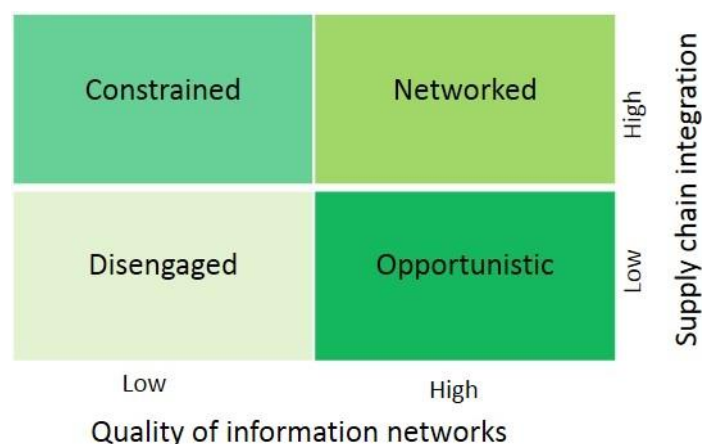 Constrained
Networked
High
Supply chain integration
Disengaged
Opportunistic
Low
Low
High
Quality of information networks